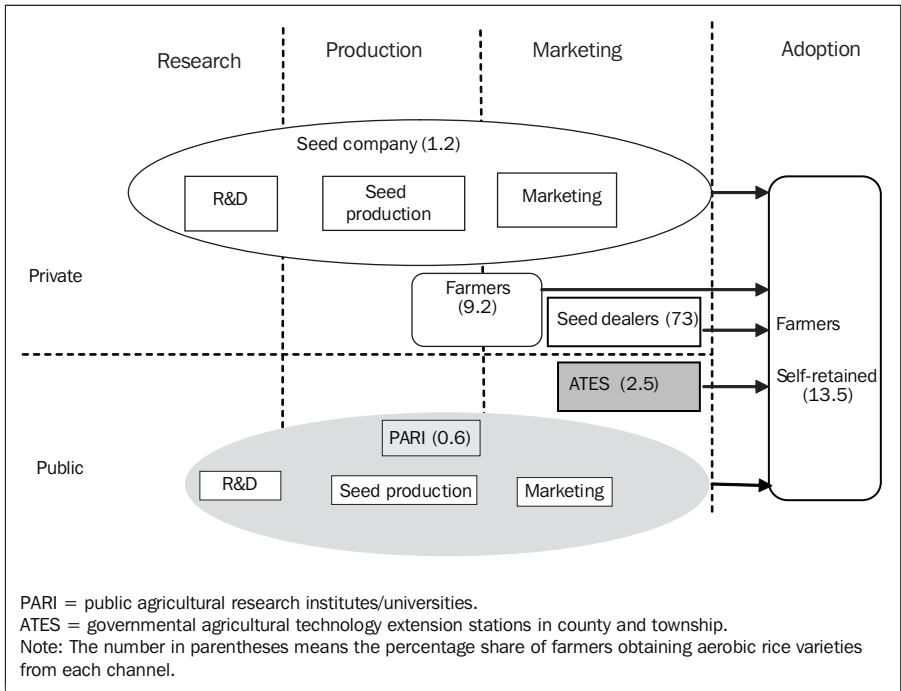 Research
Production
Marketing
Adoption
Seed company (1.2)
R&D
Seed
production
Marketing
Private
Farmers
(9.2)
Seed dealers (73)
Farmers
ATES (2.5)
Self-retained
(13.5)
PARI (0.6)
Public
R&D
Seed production
Marketing
PARI = public agricultural research institutes/universities.
ATES = governmental agricultural technology extension stations in county and township.
Note: The number in parentheses means the percentage share of farmers obtaining aerobic rice varieties
from each channel.